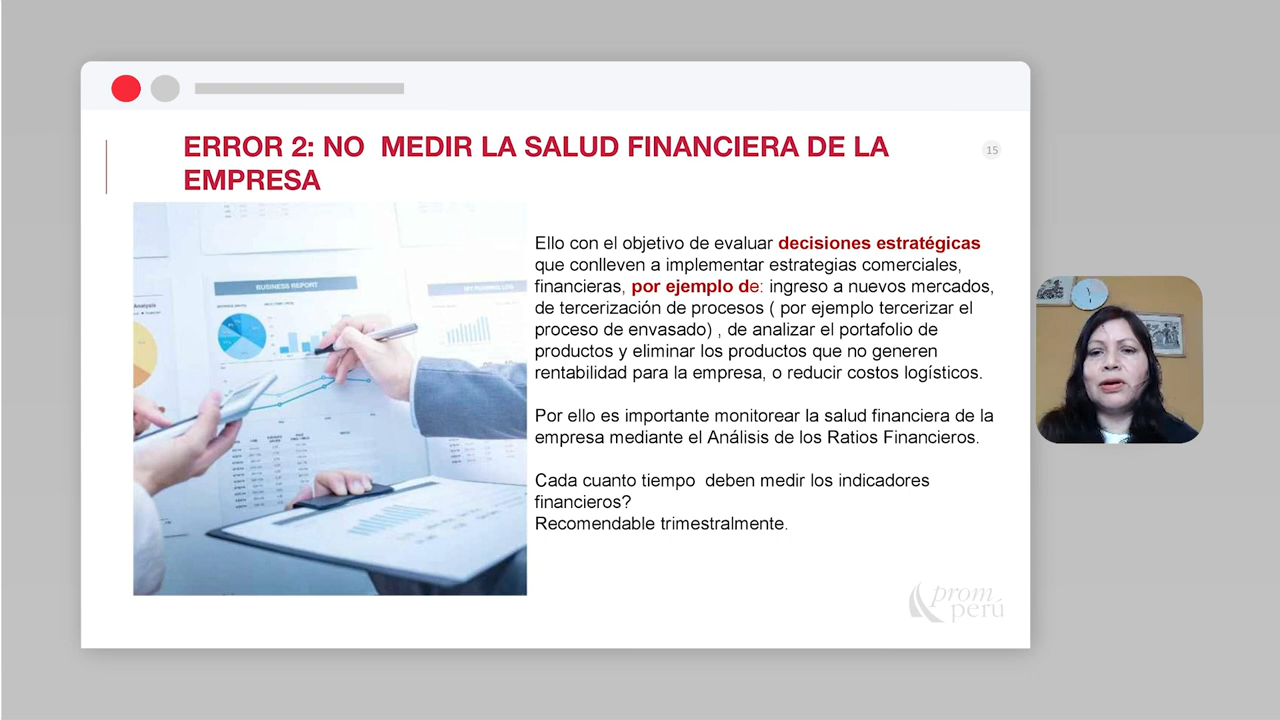 ERROR 2: NO  MEDIR LA SALUD FINANCIERA DE LA
EMPRESA
15
BUSINESS REPORT
Analysis
Ello con el objetivo de evaluar decisiones estratégicas
que conlleven a implementar estrategias comerciales,
financieras, por ejemplo de: ingreso a nuevos mercados,
de tercerización de procesos ( por ejemplo tercerizar el
proceso de envasado) , de analizar el portafolio de
productos y eliminar los productos que no generen
rentabilidad para la empresa, o reducir costos logísticos.
Por ello es importante monitorear la salud financiera de la
empresa mediante el Análisis de los Ratios Financieros.
Cada cuanto tiempo  deben medir los indicadores
financieros?
Recomendable trimestralmente.
prom
perú